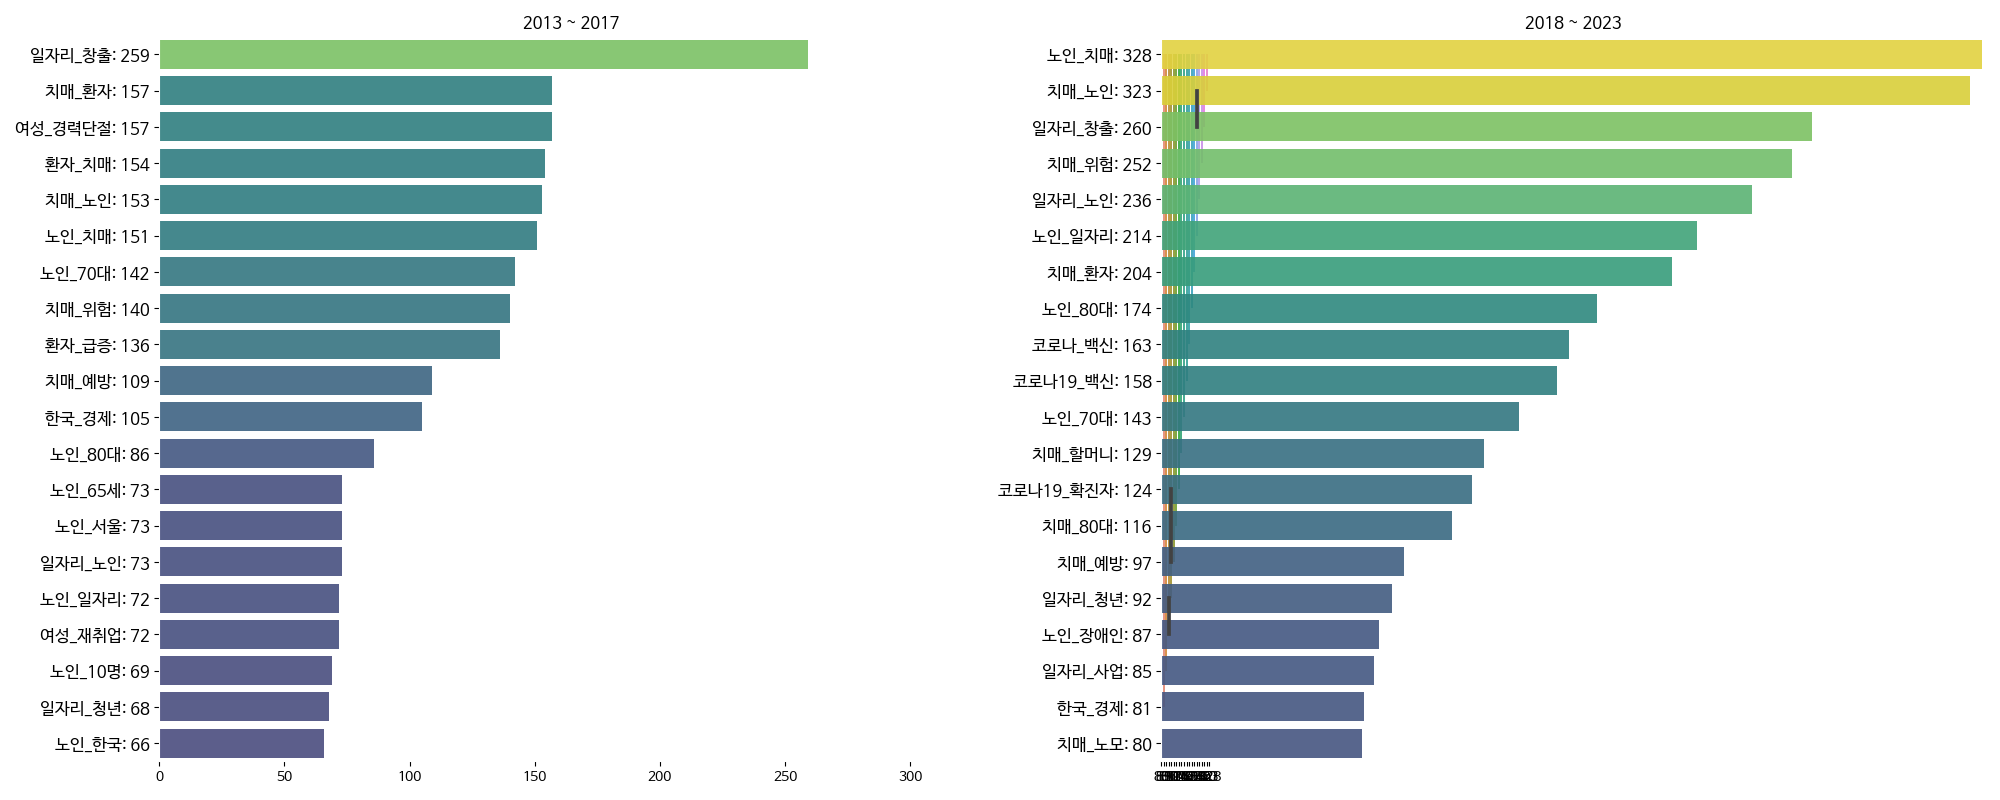 2013 ~ 2017
일자리_창출: 259
치매_환자: 157
여성_경력단절: 157
환자_치매: 154
치매_노인: 153
노인_치매: 151
노인_70대: 142
치매_위험: 140
환자_급증: 136
치매_예방: 109
한국_경제: 105
노인_80대: 86
노인_65세: 73
노인_서울: 73
일자리_노인: 73
노인_일자리: 72
여성_재취업: 72
노인_10명: 69
일자리_청년: 68
노인_한국: 66
0 50 100 150 200 250 300
2018 ~ 2023
노인_치매: 328
치매_노인: 323
일자리_창출: 260
치매_위험: 252
일자리_노인: 236
노인_일자리: 214
치매_환자: 204
노인_80대: 174
코로나_백신: 163
코로나19_백신: 158
노인_70대: 143
치매_할머니: 129
코로나19_확진자: 124
치매_80대: 116
치매_예방: 97
일자리_청년: 92
노인_장애인: 87
일자리_사업: 85
한국_경제: 81
치매_노모: 80